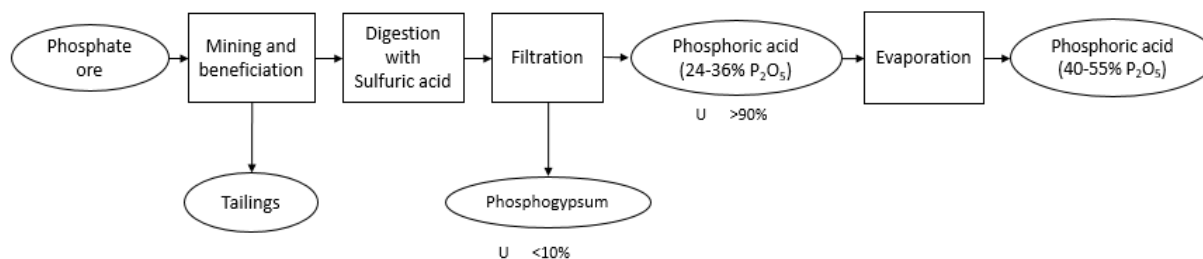 Phosphate
ore
Mining and
beneficiation
Digestion
with
Sulfuric acid
Filtration
Phosphoric acid
(24-36% P₂O₅)
Evaporation
Phosphoric acid
(40-55% P₂O₅)
U >90%
Tailings
Phosphogypsum
U <10%